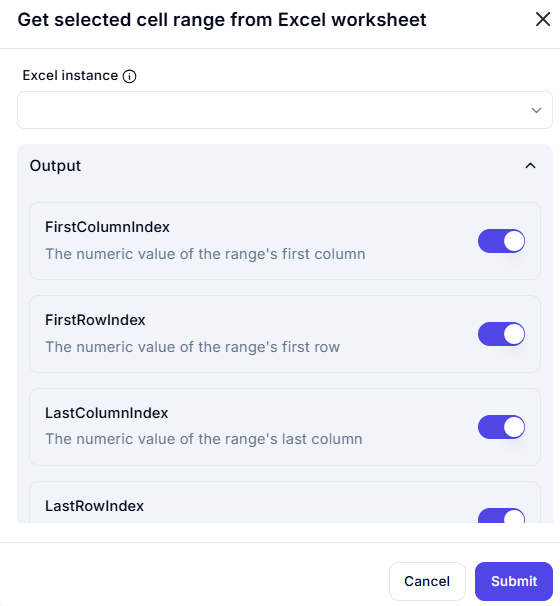 Get selected cell range from Excel worksheet
Excel instance
Output
FirstColumnIndex
The numeric value of the range's first column
FirstRowIndex
The numeric value of the range's first row
LastColumnIndex
The numeric value of the range's last column
LastRowIndex
Cancel
Submit